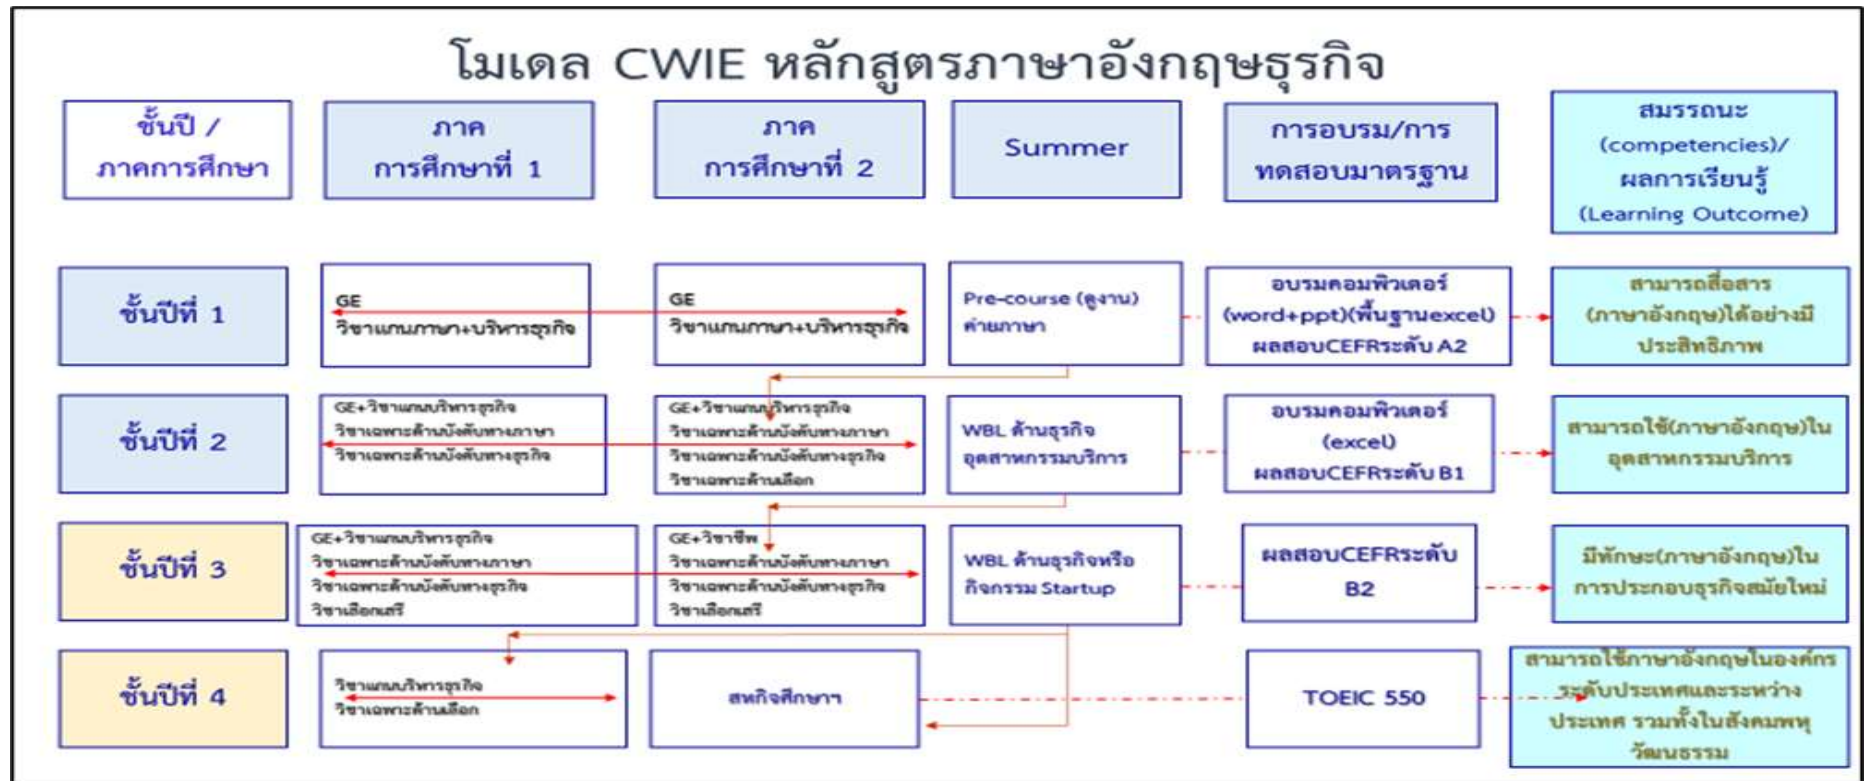 โมเดล CWIE หลักสูตรภาษาอังกฤษธุรกิจ
ชั้นปี /
ภาคการศึกษา
ภาค
การศึกษาที่ 1
ภาค
การศึกษาที่ 2
Summer
การอบรม/การ
ทดสอบมาตรฐาน
สมรรถนะ
(competencies)/
ผลการเรียนรู้
(Learning Outcome)
ชั้นปีที่ 1
GE
วิชาแกนภาษา+บริหารธุรกิจ
GE
วิชาแกนภาษา+บริหารธุรกิจ
Pre-course (ดูงาน)
ค่ายภาษา
อบรมคอมพิวเตอร์
(word+ppt)(พื้นฐานexcel)
ผลสอบCEFRระดับ A2
สามารถสื่อสาร
(ภาษาอังกฤษ)ได้อย่างมี
ประสิทธิภาพ
ชั้นปีที่ 2
GE+วิชาแกนบริหารธุรกิจ
วิชาเฉพาะด้านบังคับทางภาษา
วิชาเฉพาะด้านบังคับทางธุรกิจ
GE+วิชาแกนบริหารธุรกิจ
วิชาเฉพาะด้านบังคับทางภาษา
วิชาเฉพาะด้านบังคับทางธุรกิจ
วิชาเฉพาะด้านเลือก
WBL ด้านธุรกิจ
อุตสาหกรรมบริการ
อบรมคอมพิวเตอร์
(excel)
ผลสอบCEFRระดับ B1
สามารถใช้(ภาษาอังกฤษ)ใน
อุตสาหกรรมบริการ
ชั้นปีที่ 3
GE+วิชาแกนบริหารธุรกิจ
วิชาเฉพาะด้านบังคับทางภาษา
วิชาเฉพาะด้านบังคับทางธุรกิจ
วิชาเลือกเสรี
GE+วิชาชีพ
วิชาเฉพาะด้านบังคับทางภาษา
วิชาเฉพาะด้านบังคับทางธุรกิจ
วิชาเลือกเสรี
WBL ด้านธุรกิจหรือ
กิจกรรม Startup
ผลสอบCEFRระดับ
B2
มีทักษะ(ภาษาอังกฤษ)ใน
การประกอบธุรกิจสมัยใหม่
ชั้นปีที่ 4
วิชาแกนบริหารธุรกิจ
วิชาเฉพาะด้านเลือก
สหกิจศึกษาฯ
TOEIC 550
สามารถใช้ภาษาอังกฤษในองค์กร
ระดับประเทศและระหว่าง
ประเทศ รวมทั้งในสังคมพหุ
วัฒนธรรม